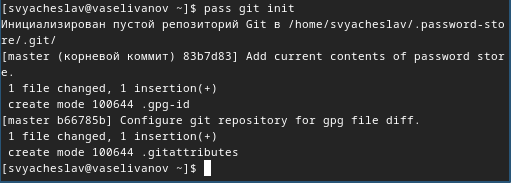 [svyacheslav@vaselivanov ~]$ pass git init
Инициализирован пустой репозиторий Git в /home/svyacheslav/.password-sto
re/.git/
[master (корневой коммит) 83b7d83] Add current contents of password stor
e.
 1 file changed, 1 insertion(+)
 create mode 100644 .gpg-id
[master b66785b] Configure git repository for gpg file diff.
 1 file changed, 1 insertion(+)
 create mode 100644 .gitattributes
[svyacheslav@vaselivanov ~]$